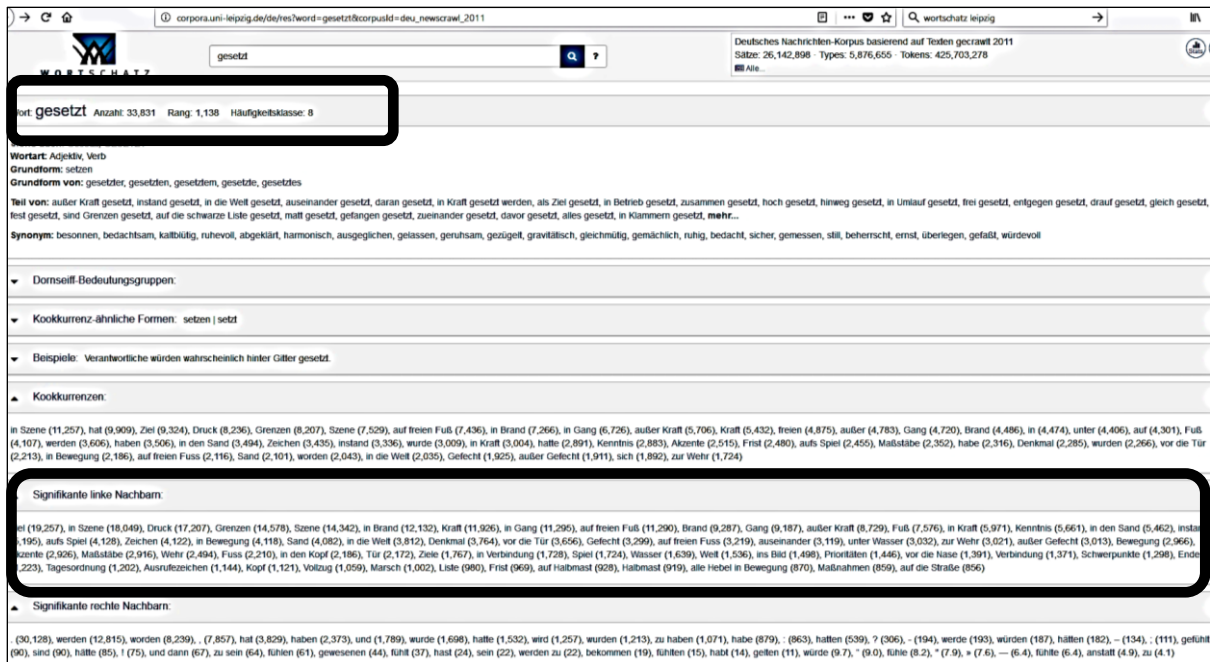 corpora.uni-leipzig.de/de/res?word=gesetzt&corpusId=deu_newscrawl_2011
wortschatz leipzig
WORTSCHATZ
gesetzt
?
Deutsches Nachrichten-Korpus basierend auf Texten gecrawlt 2011
Sätze: 26,142,898 · Types: 5,876,655 · Tokens: 425,703,278
Alle...
ort: gesetzt Anzahl: 33,831 Rang: 1,138 Häufigkeitsklasse: 8
Wortart: Adjektiv, Verb
Grundform: setzen
Grundform von: gesetzter, gesetzten, gesetztem, gesetzte, gesetztes
Teil von: außer Kraft gesetzt, instand gesetzt, in die Welt gesetzt, auseinander gesetzt, daran gesetzt, in Kraft gesetzt werden, als Ziel gesetzt, in Betrieb gesetzt, zusammen gesetzt, hoch gesetzt, hinweg gesetzt, in Umlauf gesetzt, frei gesetzt, entgegen gesetzt, drauf gesetzt, gleich gesetzt,
fest gesetzt, sind Grenzen gesetzt, auf die schwarze Liste gesetzt, matt gesetzt, gefangen gesetzt, zueinander gesetzt, davor gesetzt, alles gesetzt, in Klammern gesetzt, mehr...
Synonym: besonnen, bedachtsam, kaltblütig, ruhevoll, abgeklärt, harmonisch, ausgeglichen, gelassen, geruhsam, gezügelt, gravitätisch, gleichmütig, gemächlich, ruhig, bedacht, sicher, gemessen, still, beherrscht, ernst, überlegen, gefaßt, würdevoll
Dornseiff-Bedeutungsgruppen:
Kookkurrenz-ähnliche Formen: setzen | setzt
Beispiele: Verantwortliche würden wahrscheinlich hinter Gitter gesetzt.
Kookkurrenzen:
in Szene (11,257), hat (9,909), Ziel (9,324), Druck (8,236), Grenzen (8,207), Szene (7,529), auf freien Fuß (7,436), in Brand (7,266), in Gang (6,726), außer Kraft (5,706), Kraft (5,432), freien (4,875), außer (4,783), Gang (4,720), Brand (4,486), in (4,474), unter (4,406), auf (4,301), Fuß
(4,107), werden (3,606), haben (3,506), in den Sand (3,494), Zeichen (3,435), instand (3,336), wurde (3,009), in Kraft (3,004), hatte (2,891), Kenntnis (2,883), Akzente (2,515), Frist (2,480), aufs Spiel (2,455), Maßstäbe (2,352), habe (2,316), Denkmal (2,285), wurden (2,266), vor die Tür
(2,213), in Bewegung (2,186), auf freien Fuss (2,116), Sand (2,101), worden (2,043), in die Welt (2,035), Gefecht (1,925), außer Gefecht (1,911), sich (1,892), zur Wehr (1,724)
Signifikante linke Nachbarn:
el (19,257), in Szene (18,049), Druck (17,207), Grenzen (14,578), Szene (14,342), in Brand (12,132), Kraft (11,926), in Gang (11,295), auf freien Fuß (11,290), Brand (9,287), Gang (9,187), außer Kraft (8,729), Fuß (7,576), in Kraft (5,971), Kenntnis (5,661), in den Sand (5,462), instan
,195), aufs Spiel (4,128), Zeichen (4,122), in Bewegung (4,118), Sand (4,082), in die Welt (3,812), Denkmal (3,764), vor die Tür (3,656), Gefecht (3,299), auf freien Fuss (3,219), auseinander (3,119), unter Wasser (3,032), zur Wehr (3,021), außer Gefecht (3,013), Bewegung (2,966),
kzente (2,926), Maßstäbe (2,916), Wehr (2,494), Fuss (2,210), in den Kopf (2,186), Tür (2,172), Ziele (1,767), in Verbindung (1,728), Spiel (1,724), Wasser (1,639), Welt (1,536), ins Bild (1,498), Prioritäten (1,446), vor die Nase (1,391), Verbindung (1,371), Schwerpunkte (1,298), Ende
,223), Tagesordnung (1,202), Ausrufezeichen (1,144), Kopf (1,121), Vollzug (1,059), Marsch (1,002), Liste (980), Frist (969), auf Halbmast (928), Halbmast (919), alle Hebel in Bewegung (870), Maßnahmen (859), auf die Straße (856)
Signifikante rechte Nachbarn:
. (30,128), werden (12,815), worden (8,239), , (7,857), hat (3,829), haben (2,373), und (1,789), wurde (1,698), hatte (1,532), wird (1,257), wurden (1,213), zu haben (1,071), habe (879), : (863), hatten (539), ? (306), - (194), werde (193), würden (187), hätten (182), – (134), ; (111), gefühlt
(90), sind (90), hätte (85), ! (75), und dann (67), zu sein (64), fühlen (61), gewesenen (44), fühl (37), hast (24), sein (22), werden zu (22), bekommen (19), fühlten (15), habt (14), gelten (11), würde (9.7), " (9.0), fühle (8.2), " (7.9), » (7.6), — (6.4), fühlte (6.4), anstatt (4.9), zu (4.1)